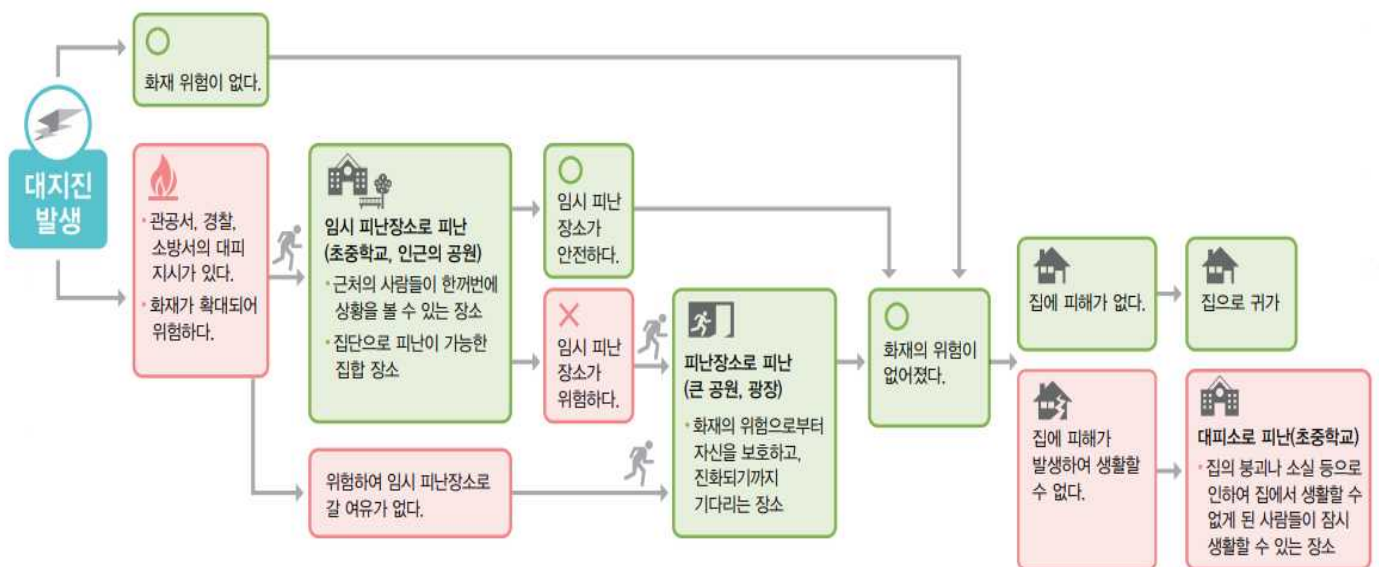 대지진
발생
화재 위험이 없다.
• 관공서, 경찰,
소방서의 대피
지시가 있다.
• 화재가 확대되어
위험하다.
임시 피난장소로 피난
(초중학교, 인근의 공원)
• 근처의 사람들이 한꺼번에
상황을 볼 수 있는 장소
• 집단으로 피난이 가능한
집합 장소
임시 피난
장소가
안전하다.
임시 피난
장소가
위험하다.
위험하여 임시 피난장소로
갈 여유가 없다.
피난장소로 피난
(큰 공원, 광장)
• 화재의 위험으로부터
자신을 보호하고,
진화되기까지
기다리는 장소
화재의 위험이
없어졌다.
집에 피해가 없다.
집으로 귀가
집에 피해가
발생하여 생활할
수 없다.
대피소로 피난(초중학교)
• 집의 붕괴나 소실 등으로
인하여 집에서 생활할 수
없게 된 사람들이 잠시
생활할 수 있는 장소